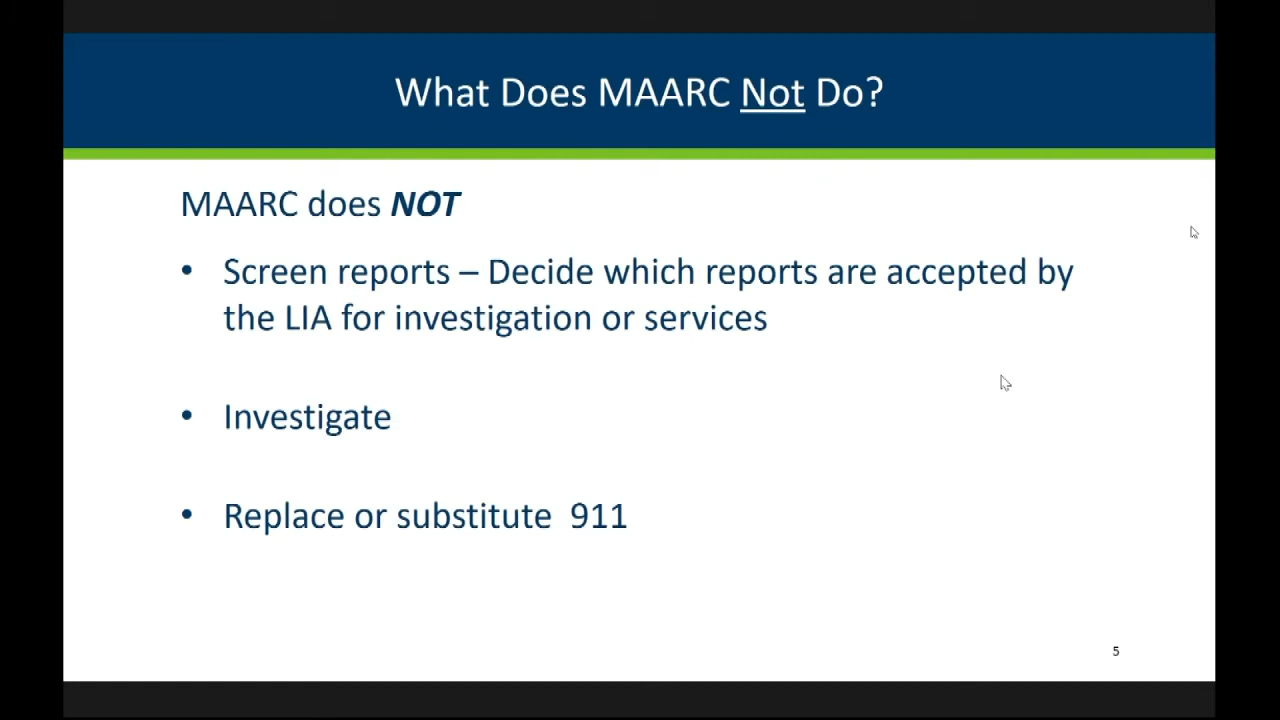 What Does MAARC Not Do?
MAARC does NOT
• Screen reports – Decide which reports are accepted by
the LIA for investigation or services
• Investigate
• Replace or substitute  911
5